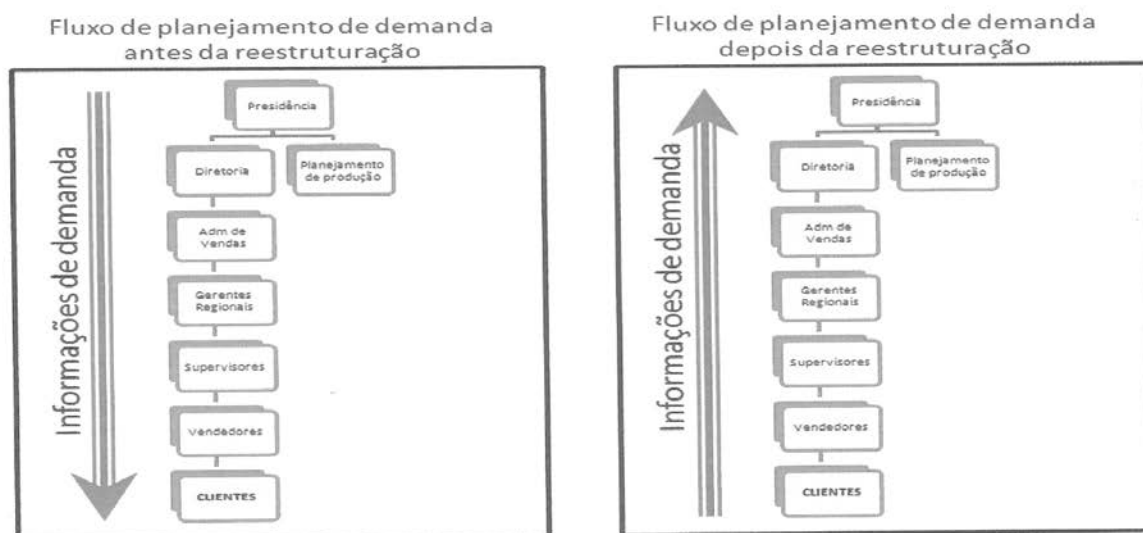 Fluxo de planejamento de demanda
antes da reestruturação
Informações de demanda
Presidência
Diretoria
Planejamento
de produção
Adm de
Vendas
Gerentes
Regionais
Supervisores
Vendedores
CLIENTES
Fluxo de planejamento de demanda
depois da reestruturação
Informações de demanda
Presidência
Diretoria
Planejamento
de produção
Adm de
Vendas
Gerentes
Regionais
Supervisores
Vendedores
CLIENTES